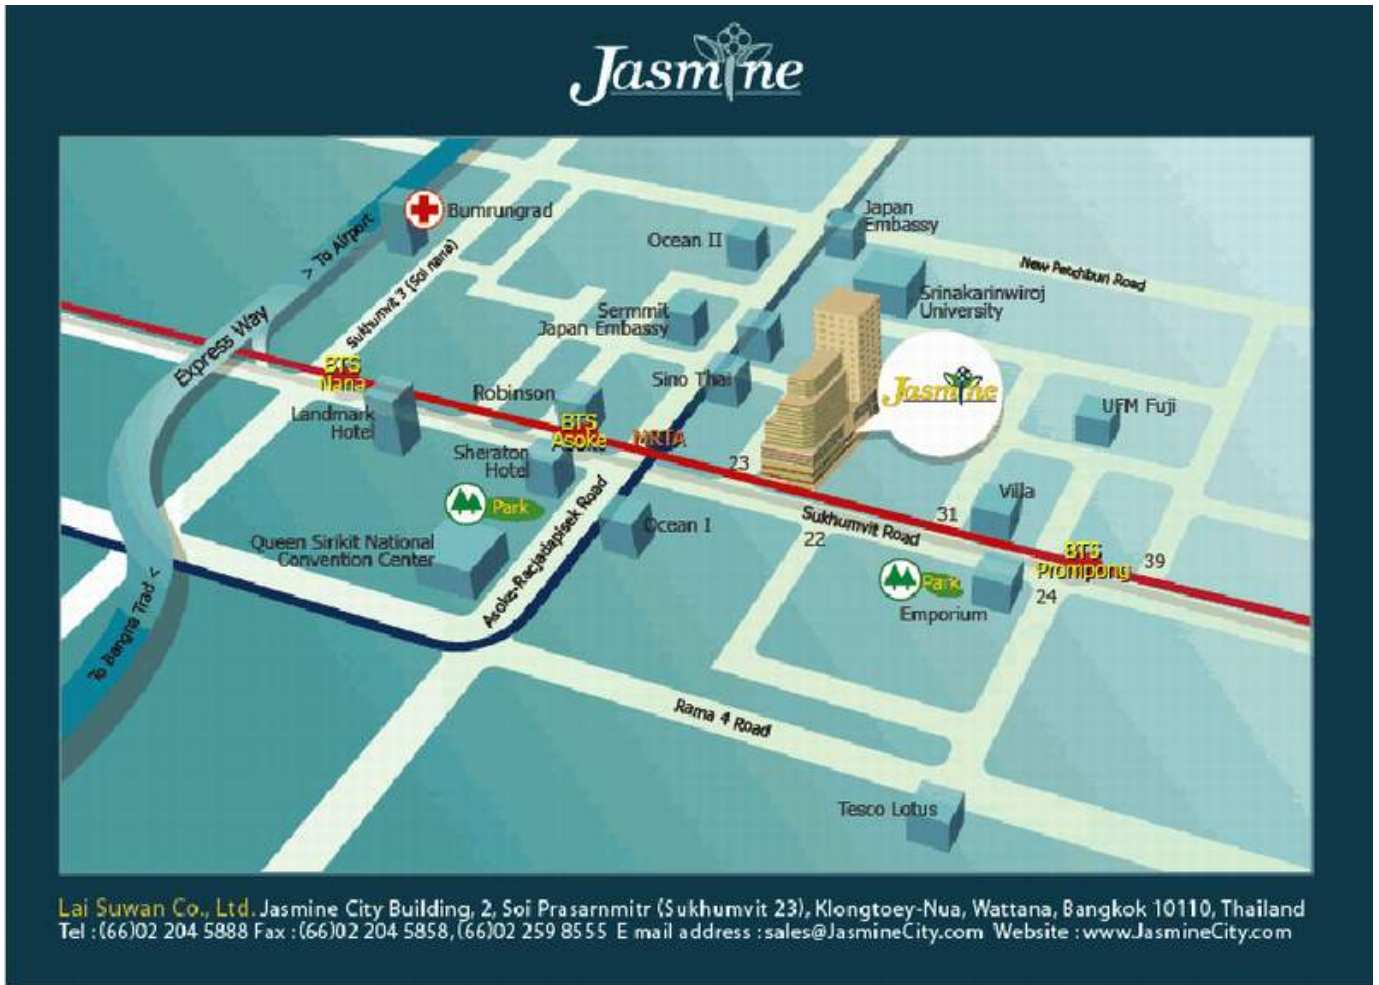 Jasmine
Bumrungrad
> To Airport
Sukhumvit 3 (Soi nana)
Express Way
Ocean II
Japan
Embassy
New Petchburi Road
Srinakarinwiroj
University
Sermmit
Japan Embassy
Sino Thai
Jasmine
UFM Fuji
BTS
Nana
Landmark
Hotel
Robinson
BTS
Asoke
Asoke
MRTA
Sheraton
Hotel
23
Park
Queen Sirikit National
Convention Center
Asoke-Racjadapisek Road
Ocean I
Sukhumvit Road
22
31
Villa
BTS
Prompong
39
24
Park
Emporium
To Bangna Trad <
Rama 4 Road
Tesco Lotus
Lai Suwan Co., Ltd. Jasmine City Building, 2, Soi Prasarnmitr (Sukhumvit 23), Klongtoey-Nua, Wattana, Bangkok 10110, Thailand
Tel :(66)02 204 5888 Fax :(66)02 204 5858,(66)02 259 8555 E mail address :sales@JasmineCity.com Website :www.JasmineCity.com